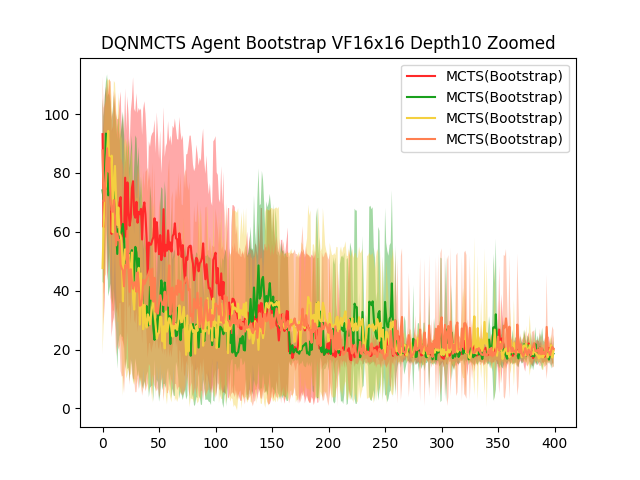 DQNMCTS Agent Bootstrap VF16x16 Depth10 Zoomed
MCTS(Bootstrap)
MCTS(Bootstrap)
MCTS(Bootstrap)
MCTS(Bootstrap)
100
80
60
40
20
0
0 50 100 150 200 250 300 350 400